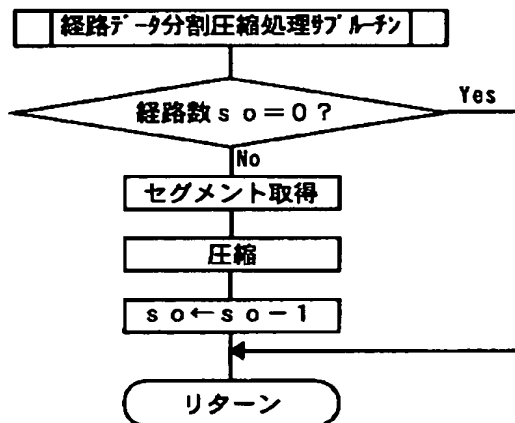 経路ﾃﾞｰﾀ分割圧縮処理ｻﾌﾞﾙｰﾁﾝ
経路数ｓｏ＝０？
Yes
No
セグメント取得
圧縮
ｓｏ←ｓｏ－１
リターン